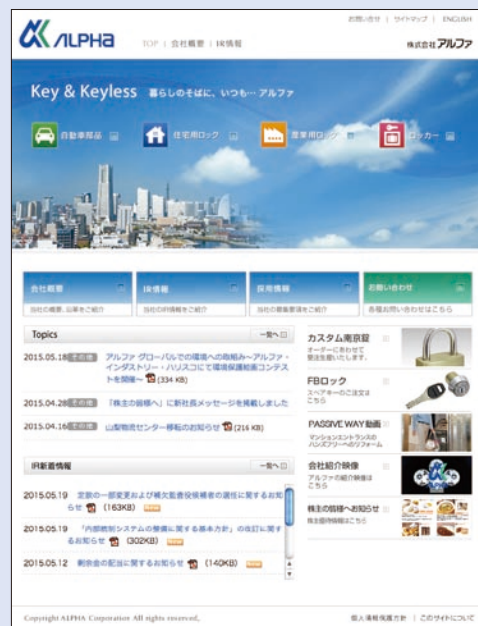 お問い合せ | サイトマップ | ENGLISH
ALPHA
TOP | 会社概要 | IR情報
株式会社アルファ
Key & Keyless 暮らしのそばに、いつも… アルファ
自動車部品
住宅用ロック
産業用ロック
ロッカー
会社概要
IR情報
採用情報
お問い合わせ
当社の概要、沿革をご紹介
当社のIR情報をご紹介
当社の募集要項をご紹介
各種お問い合わせはこちら
Topics
一覧へ
2015.05.18 その他 アルファ グローバルでの環境への取組み～アルファ・
インダストリー・ハリスコにて環境保護絵画コンテス
トを開催～ (334 KB)
2015.04.28 その他 「株主の皆様へ」に新社長メッセージを掲載しました
2015.04.16 その他 山梨物流センター移転のお知らせ (216 KB)
IR新着情報
一覧へ
2015.05.19 定款の一部変更および補欠監査役候補者の選任に関するお知
らせ (163KB) New
2015.05.19 「内部統制システムの整備に関する基本方針」の改訂に関す
るお知らせ (302KB) New
2015.05.12 剰余金の配当に関するお知らせ (140KB) New
カスタム南京錠
オーダーにあわせて
受注生産いたします。
FBロック
スペアキーのご注文は
こちら
PASSIVE WAY動画
マンションエントランスの
ハンズフリーへのリフォーム
会社紹介映像
アルファの紹介映像は
こちら
株主の皆様へお知らせ
株主優待情報はこちら
Copyright ALPHA Corporation All rights reserved.
個人情報保護方針 | このサイトについて